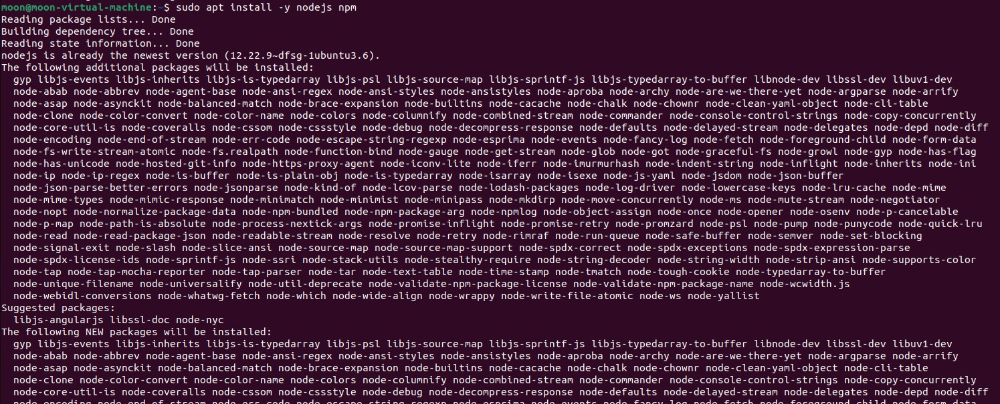 moon@moon-virtual-machine:~$ sudo apt install -y nodejs npm
Reading package lists... Done
Building dependency tree... Done
Reading state information... Done
nodejs is already the newest version (12.22.9~dfsg-1ubuntu3.6).
The following additional packages will be installed:
  gyp libjs-events libjs-inherits libjs-is-typedarray libjs-psl libjs-source-map libjs-sprintf-js libjs-typedarray-to-buffer libnode-dev libssl-dev libuv1-dev
  node-abab node-abbrev node-agent-base node-ansi-regex node-ansi-styles node-ansistyles node-aproba node-archy node-are-we-there-yet node-argparse node-arrify
  node-asap node-asynckit node-balanced-match node-brace-expansion node-builtins node-cacache node-chalk node-chownr node-clean-yaml-object node-cli-table
  node-clone node-color-convert node-color-name node-colors node-columnify node-combined-stream node-commander node-console-control-strings node-copy-concurrently
  node-core-util-is node-coveralls node-cssom node-cssstyle node-debug node-decompress-response node-defaults node-delayed-stream node-delegates node-depd node-diff
  node-encoding node-end-of-stream node-err-code node-escape-string-regexp node-esprima node-events node-fancy-log node-fetch node-foreground-child node-form-data
  node-fs-write-stream-atomic node-fs.realpath node-function-bind node-gauge node-get-stream node-glob node-got node-graceful-fs node-growl node-gyp node-has-flag
  node-has-unicode node-hosted-git-info node-https-proxy-agent node-iconv-lite node-iferr node-imurmurhash node-indent-string node-inflight node-inherits node-ini
  node-ip node-ip-regex node-is-buffer node-is-plain-obj node-is-typedarray node-isarray node-isexe node-js-yaml node-jsdom node-json-buffer
  node-json-parse-better-errors node-jsonparse node-kind-of node-lcov-parse node-lodash-packages node-log-driver node-lowercase-keys node-lru-cache node-mime
  node-mime-types node-mimic-response node-minimatch node-minimist node-minipass node-mkdirp node-move-concurrently node-ms node-mute-stream node-negotiator
  node-nopt node-normalize-package-data node-npm-bundled node-npm-package-arg node-npmlog node-object-assign node-once node-opener node-osenv node-p-cancelable
  node-p-map node-path-is-absolute node-process-nextick-args node-promise-inflight node-promise-retry node-promzard node-psl node-pump node-punycode node-quick-lru
  node-read node-read-package-json node-readable-stream node-resolve node-retry node-rimraf node-run-queue node-safe-buffer node-semver node-set-blocking
  node-signal-exit node-slash node-slice-ansi node-source-map node-source-map-support node-spdx-correct node-spdx-exceptions node-spdx-expression-parse
  node-spdx-license-ids node-sprintf-js node-ssri node-stack-utils node-stealthy-require node-string-decoder node-string-width node-strip-ansi node-supports-color
  node-tap node-tap-mocha-reporter node-tap-parser node-tar node-text-table node-time-stamp node-tmatch node-tough-cookie node-typedarray-to-buffer
  node-unique-filename node-universalify node-util-deprecate node-validate-npm-package-license node-validate-npm-package-name node-wcwidth.js
  node-webidl-conversions node-whatwg-fetch node-which node-wide-align node-wrappy node-write-file-atomic node-ws node-yallist
Suggested packages:
  libjs-angularjs libssl-doc node-nyc
The following NEW packages will be installed:
  gyp libjs-events libjs-inherits libjs-is-typedarray libjs-psl libjs-source-map libjs-sprintf-js libjs-typedarray-to-buffer libnode-dev libssl-dev libuv1-dev
  node-abab node-abbrev node-agent-base node-ansi-regex node-ansi-styles node-ansistyles node-aproba node-archy node-are-we-there-yet node-argparse node-arrify
  node-asap node-asynckit node-balanced-match node-brace-expansion node-builtins node-cacache node-chalk node-chownr node-clean-yaml-object node-cli-table
  node-clone node-color-convert node-color-name node-colors node-columnify node-combined-stream node-commander node-console-control-strings node-copy-concurrently
  node-core-util-is node-coveralls node-cssom node-cssstyle node-debug node-decompress-response node-defaults node-delayed-stream node-delegates node-depd node-diff
  node-encoding node-end-of-stream node-err-code node-escape-string-regexp node-esprima node-events node-fancy-log node-fetch node-foreground-child node-form-data